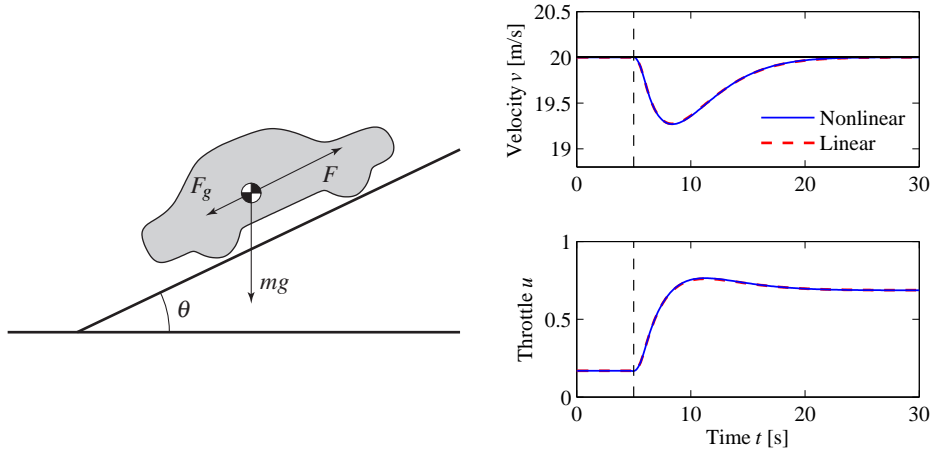 F_g
F
mg
θ
Velocity v [m/s]
20.5
20
19.5
19
Nonlinear
Linear
0 10 20 30
Throttle u
1
0.5
0
0 10 20 30
Time t [s]